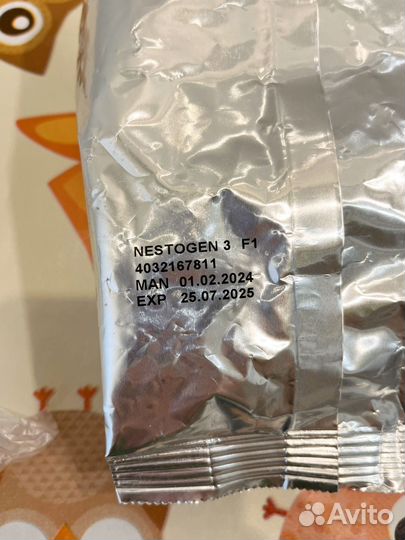 NESTOGEN 3 F1
4032167811
MAN 01.02.2024
EXP 25.07.2025
Avito